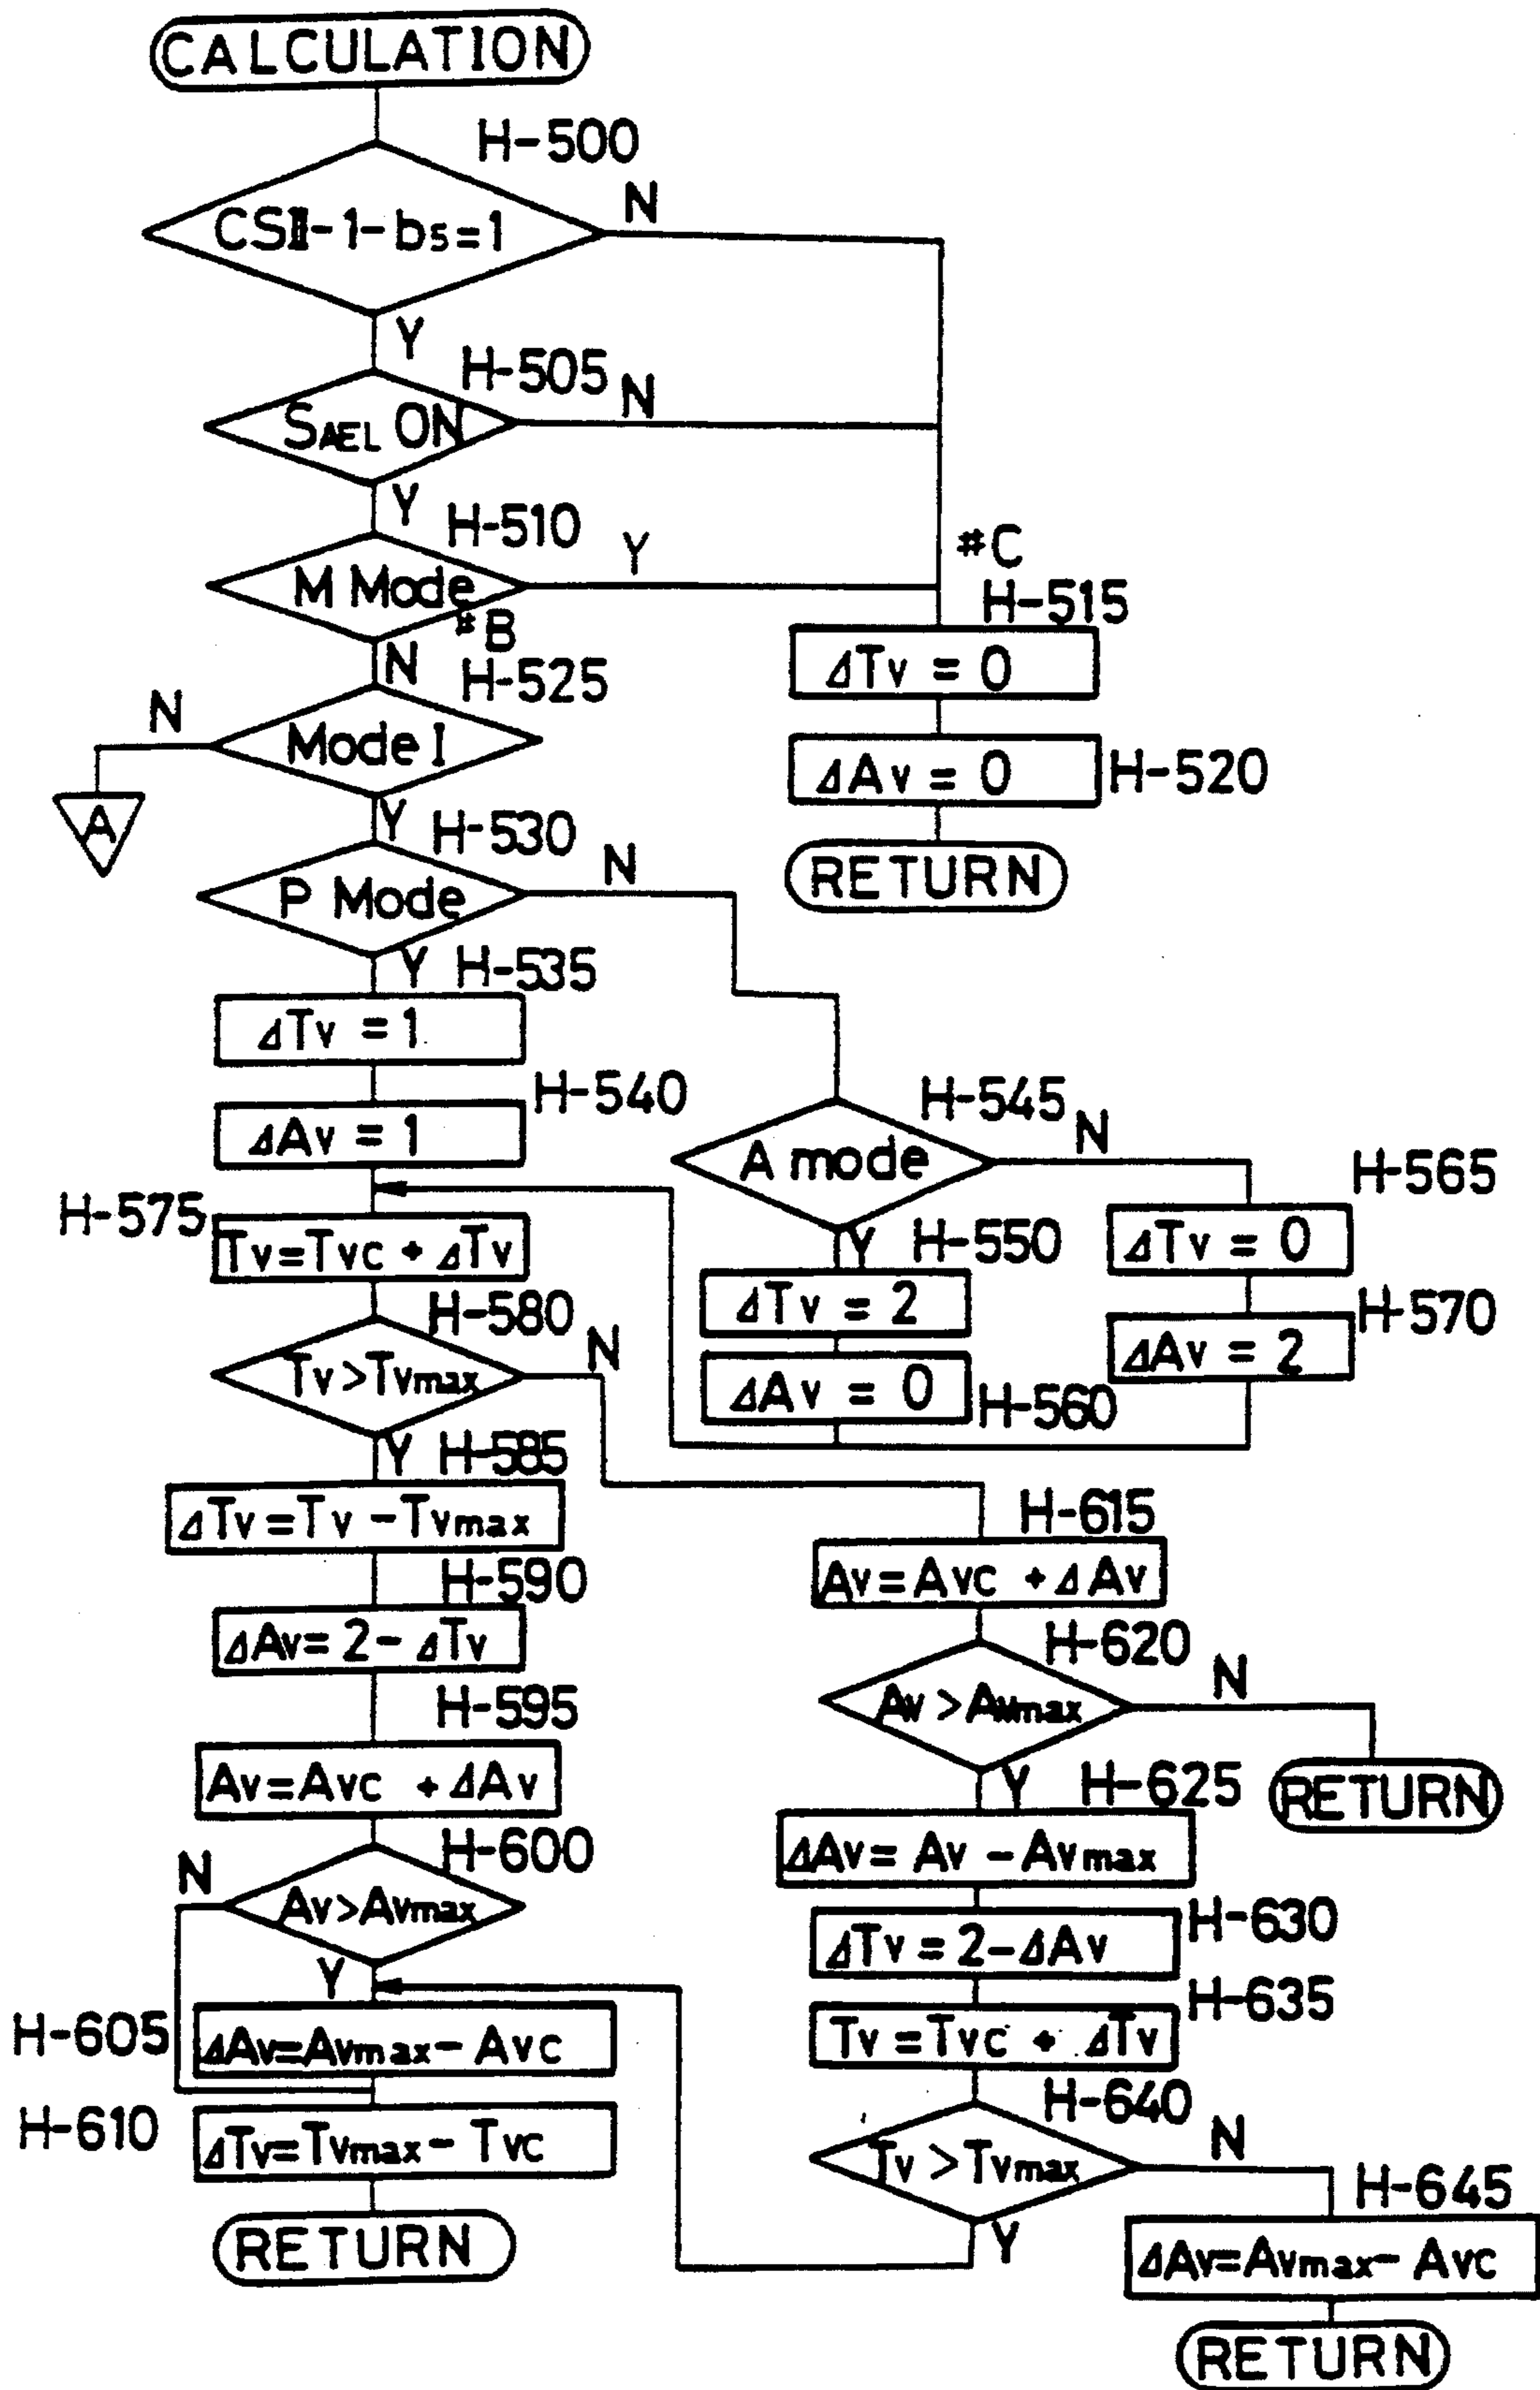 CALCULATION
H-500
CSⅡ-1-b5=1
N
Y
H-505
SAEL ON
N
Y
H-510
M Mode
Y
#C
#B
N
H-515
ΔTv = 0
H-525
Mode I
N
A
ΔAv = 0
H-520
Y
H-530
P Mode
N
RETURN
Y
H-535
ΔTv = 1
H-540
ΔAv = 1
H-545
A mode
N
H-565
ΔTv = 0
H-575
Tv=Tvc + ΔTv
Y
H-550
ΔTv = 2
H-570
ΔAv = 2
H-580
Tv>Tvmax
N
ΔAv = 0
H-560
Y
H-585
ΔTv=Tv - Tvmax
H-615
Av=Avc + ΔAv
H-590
ΔAv=2-ΔTv
H-620
Av>Avmax
N
H-595
Av=Avc + ΔAv
Y
H-625
RETURN
ΔAv=Av - Avmax
H-600
Av>Avmax
N
Y
H-630
ΔTv=2-ΔAv
H-605
ΔAv=Avmax- Avc
H-635
Tv=Tvc + ΔTv
H-610
ΔTv=Tvmax- Tvc
H-640
Tv>Tvmax
N
Y
H-645
RETURN
ΔAv=Avmax- Avc
RETURN